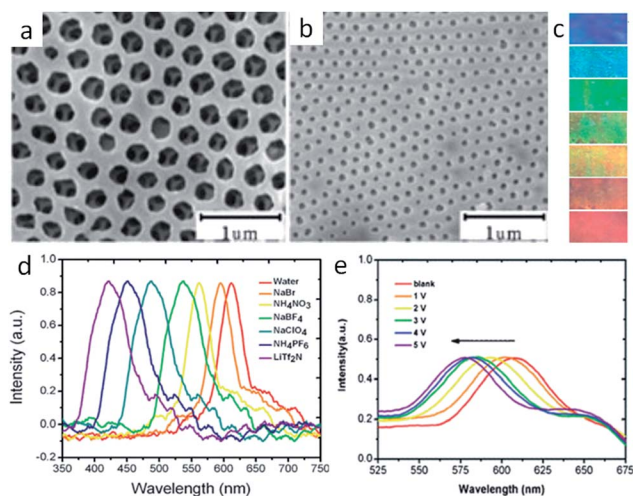 a
1um
b
1um
c
d
Intensity(a.u.)
1.0
0.8
0.6
0.4
0.2
0.0
-0.2
Water
NaBr
NH4NO3
NaBF4
NaClO4
NH4PF6
LiTf2N
350 400 450 500 550 600 650 700 750
Wavelength (nm)
e
Intensity(a.u.)
1.0
0.8
0.6
0.4
0.2
0.0
blank
1 V
2 V
3 V
4 V
5 V
525 550 575 600 625 650 675
Wavelength (nm)